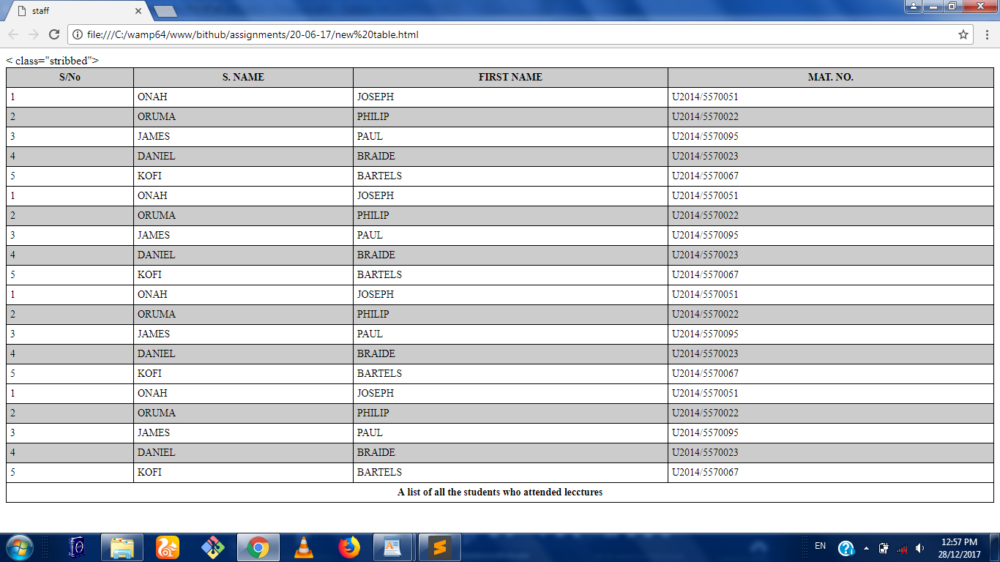 staff
file:///C:/wamp64/www/bithub/assignments/20-06-17/new%20table.html
< class="stribbed">
S/No S. NAME FIRST NAME MAT. NO.
1 ONAH JOSEPH U2014/5570051
2 ORUMA PHILIP U2014/5570022
3 JAMES PAUL U2014/5570095
4 DANIEL BRAIDE U2014/5570023
5 KOFI BARTELS U2014/5570067
1 ONAH JOSEPH U2014/5570051
2 ORUMA PHILIP U2014/5570022
3 JAMES PAUL U2014/5570095
4 DANIEL BRAIDE U2014/5570023
5 KOFI BARTELS U2014/5570067
1 ONAH JOSEPH U2014/5570051
2 ORUMA PHILIP U2014/5570022
3 JAMES PAUL U2014/5570095
4 DANIEL BRAIDE U2014/5570023
5 KOFI BARTELS U2014/5570067
1 ONAH JOSEPH U2014/5570051
2 ORUMA PHILIP U2014/5570022
3 JAMES PAUL U2014/5570095
4 DANIEL BRAIDE U2014/5570023
5 KOFI BARTELS U2014/5570067
A list of all the students who attended lecctures
EN
12:57 PM
28/12/2017